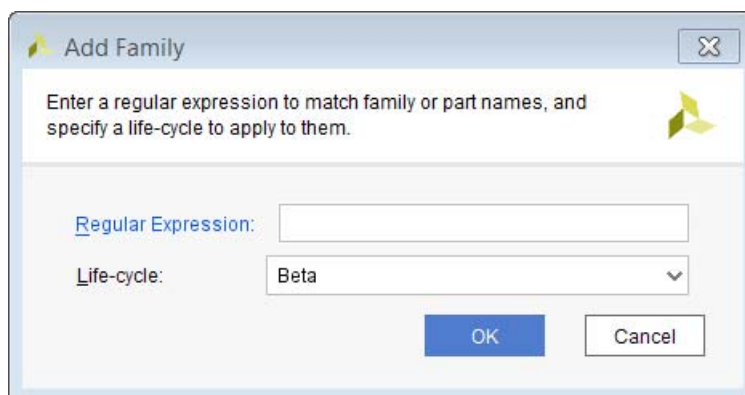 Add Family
Enter a regular expression to match family or part names, and
specify a life-cycle to apply to them.
Regular Expression:
Life-cycle: Beta
OK Cancel